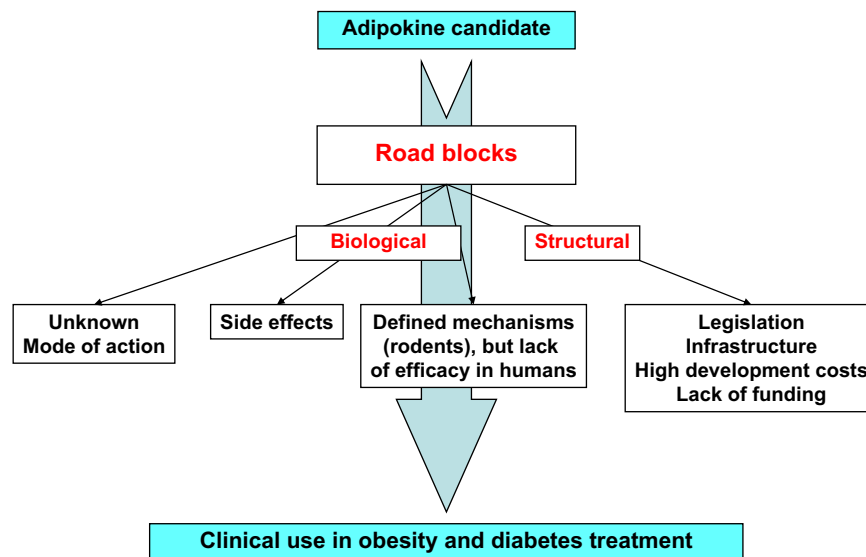 Adipokine candidate
Road blocks
Biological
Structural
Unknown
Mode of action
Side effects
Defined mechanisms
(rodents), but lack
of efficacy in humans
Legislation
Infrastructure
High development costs
Lack of funding
Clinical use in obesity and diabetes treatment